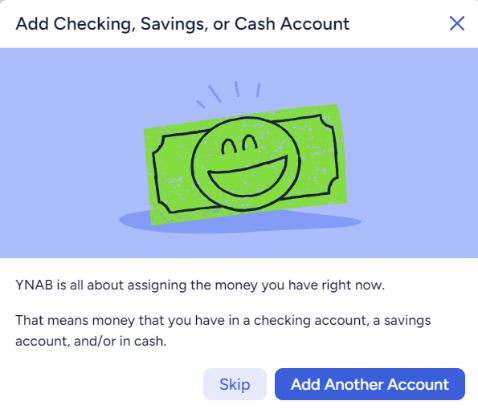 Add Checking, Savings, or Cash Account
YNAB is all about assigning the money you have right now.
That means money that you have in a checking account, a savings
account, and/or in cash.
Skip
Add Another Account